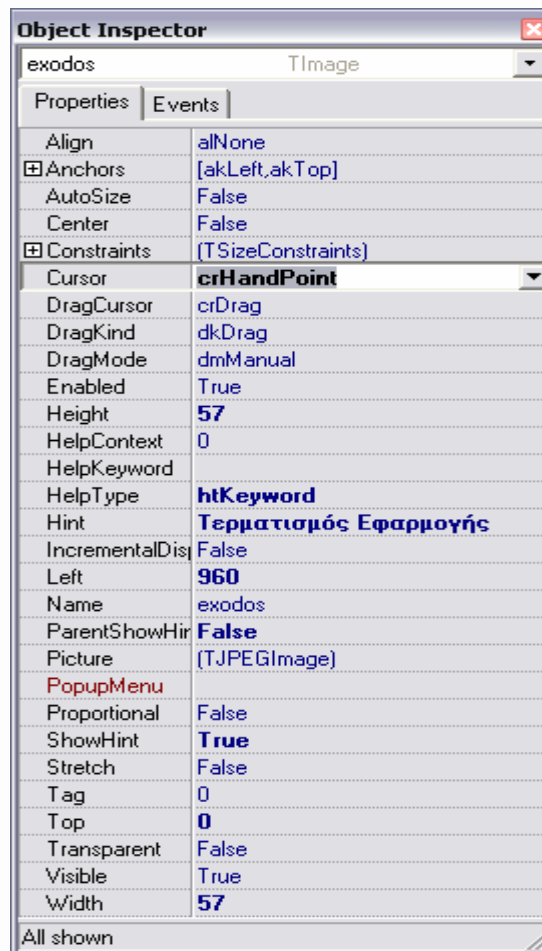 Object Inspector
exodos TImage
Properties Events
Align alNone
Anchors [akLeft,akTop]
AutoSize False
Center False
Constraints (TSizeConstraints)
Cursor crHandPoint
DragCursor crDrag
DragKind dkDrag
DragMode dmManual
Enabled True
Height 57
HelpContext 0
HelpKeyword
HelpType htKeyword
Hint Τερματισμός Εφαρμογής
IncrementalDisp False
Left 960
Name exodos
ParentShowHin False
Picture (TJPEGImage)
PopupMenu
Proportional False
ShowHint True
Stretch False
Tag 0
Top 0
Transparent False
Visible True
Width 57
All shown